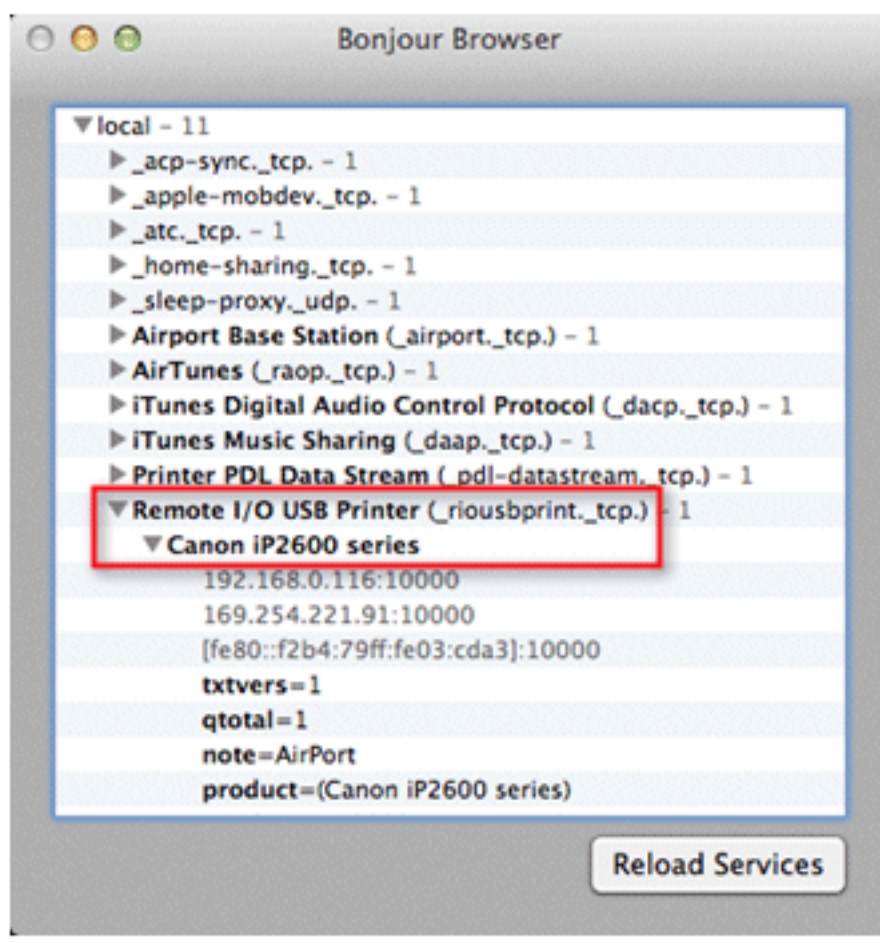 Bonjour Browser
local – 11
_acp-sync._tcp. – 1
_apple-mobdev._tcp. – 1
_atc._tcp. – 1
_home-sharing._tcp. – 1
_sleep-proxy._udp. – 1
Airport Base Station (_airport._tcp.) – 1
AirTunes (_raop._tcp.) – 1
iTunes Digital Audio Control Protocol (_dacp._tcp.) – 1
iTunes Music Sharing (_daap._tcp.) – 1
Printer PDL Data Stream (_pdl-datastream._tcp.) – 1
Remote I/O USB Printer (_riousbprint._tcp.) – 1
Canon iP2600 series
192.168.0.116:10000
169.254.221.91:10000
[fe80::f2b4:79ff:fe03:cda3]:10000
txtvers=1
qtotal=1
note=AirPort
product=(Canon iP2600 series)
Reload Services